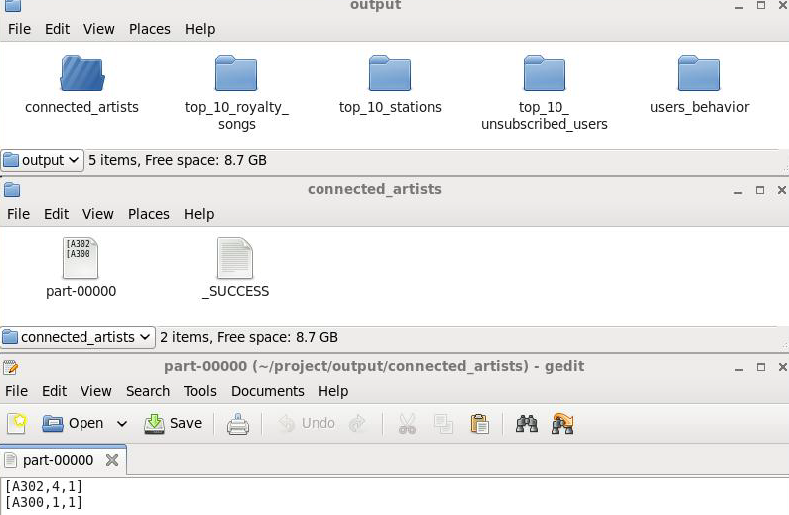 output
File Edit View Places Help
connected_artists top_10_royalty_ top_10_stations top_10_ users_behavior
songs unsubscribed_users
output 5 items, Free space: 8.7 GB
connected_artists
File Edit View Places Help
[A302
[A300
part-00000 _SUCCESS
connected_artists 2 items, Free space: 8.7 GB
part-00000 (~/project/output/connected_artists) - gedit
File Edit View Search Tools Documents Help
Open Save Undo
part-00000
[A302,4,1]
[A300,1,1]